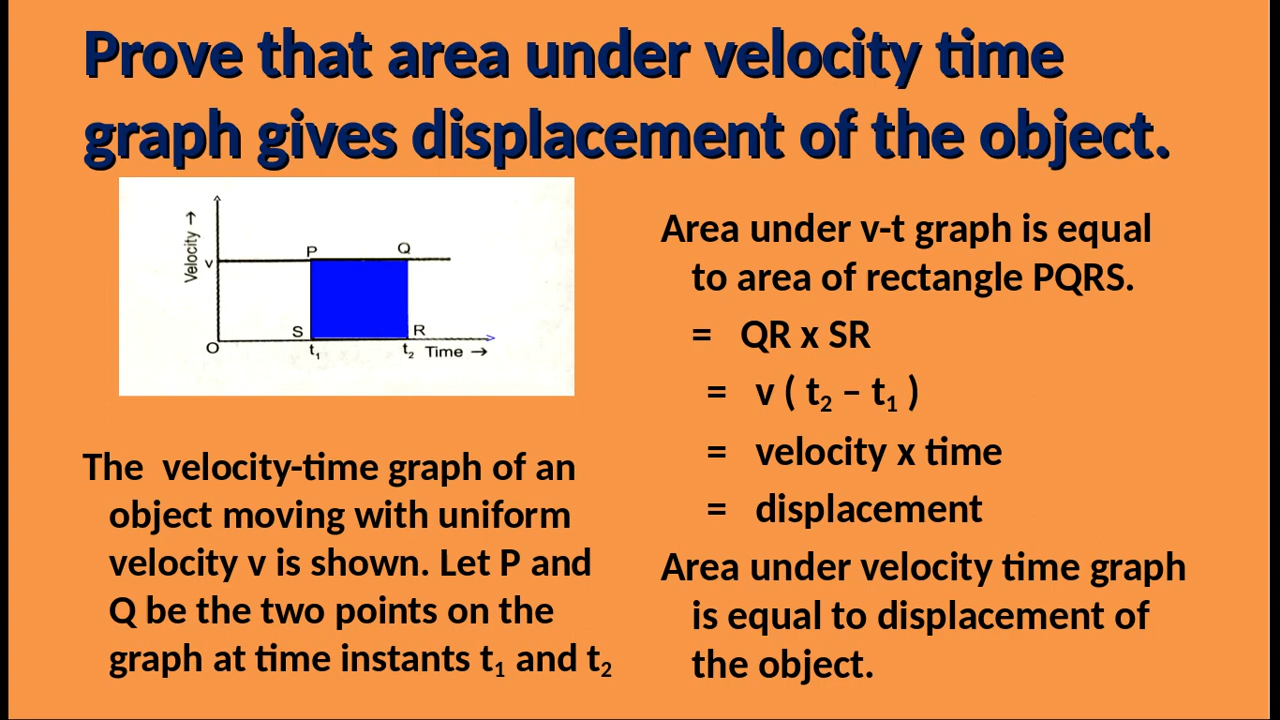 Prove that area under velocity time
graph gives displacement of the object.
Velocity →
v
P
Q
S
R
O
t₁
t₂
Time →
The velocity-time graph of an
object moving with uniform
velocity v is shown. Let P and
Q be the two points on the
graph at time instants t₁ and t₂
Area under v-t graph is equal
to area of rectangle PQRS.
= QR x SR
= v ( t₂ – t₁ )
= velocity x time
= displacement
Area under velocity time graph
is equal to displacement of
the object.